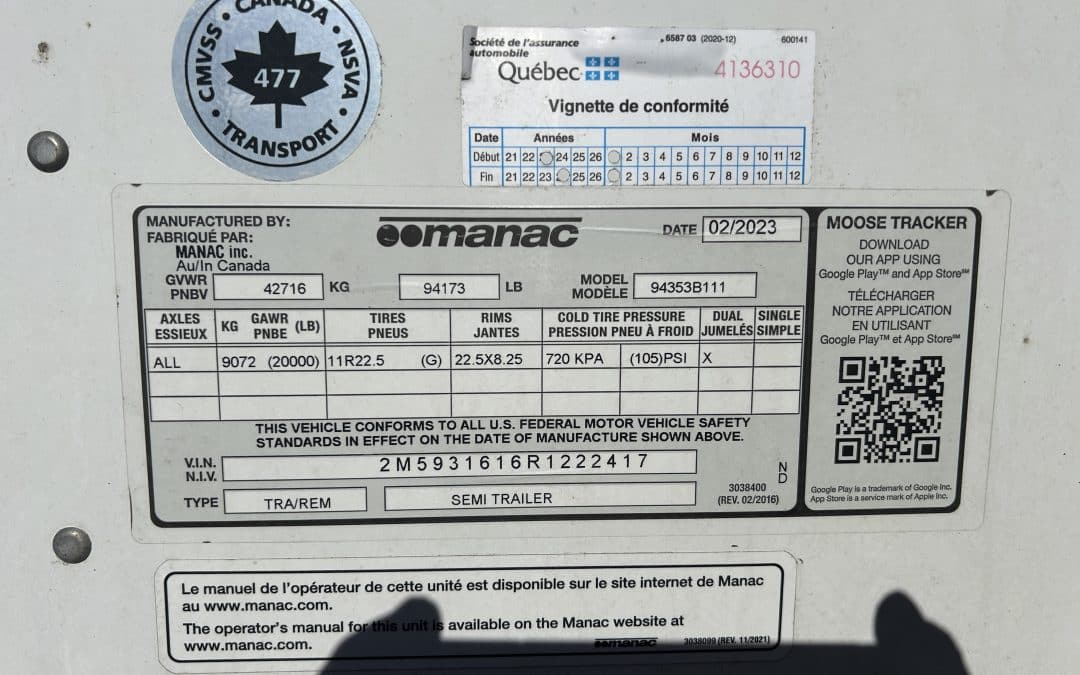 CANADA
CMVSS
NSVA
477
TRANSPORT
Société de l'assurance
automobile
Québec
6587 03 (2020-12)
600141
4136310
Vignette de conformité
Date Années Mois
Début 21 22 24 25 26 2 3 4 5 6 7 8 9 10 11 12
Fin 21 22 23 25 26 2 3 4 5 6 7 8 9 10 11 12
MANUFACTURED BY:
FABRIQUÉ PAR:
MANAC inc.
Au/In Canada
manac
DATE 02/2023
GVWR
PNBV
42716 KG 94173 LB
MODEL
MODÈLE
94353B111
AXLES
ESSIEUX
KG GAWR
PNBE (LB)
TIRES
PNEUS
RIMS
JANTES
COLD TIRE PRESSURE
PRESSION PNEU À FROID
DUAL
JUMELÉS
SINGLE
SIMPLE
ALL 9072 (20000) 11R22.5 (G) 22.5X8.25 720 KPA (105)PSI X
THIS VEHICLE CONFORMS TO ALL U.S. FEDERAL MOTOR VEHICLE SAFETY
STANDARDS IN EFFECT ON THE DATE OF MANUFACTURE SHOWN ABOVE.
V.I.N.
N.I.V.
2M5931616R1222417
TYPE TRA/REM SEMI TRAILER
N
D
3038400
(REV. 02/2016)
MOOSE TRACKER
DOWNLOAD
OUR APP USING
Google Play™ and App Store℠
TÉLÉCHARGER
NOTRE APPLICATION
EN UTILISANT
Google Play™ et App Store℠
Google Play is a trademark of Google Inc.
App Store is a service mark of Apple Inc.
Le manuel de l'opérateur de cette unité est disponible sur le site internet de Manac
au www.manac.com.
The operator's manual for this unit is available on the Manac website at
www.manac.com.
manac
3038099 (REV. 11/2021)